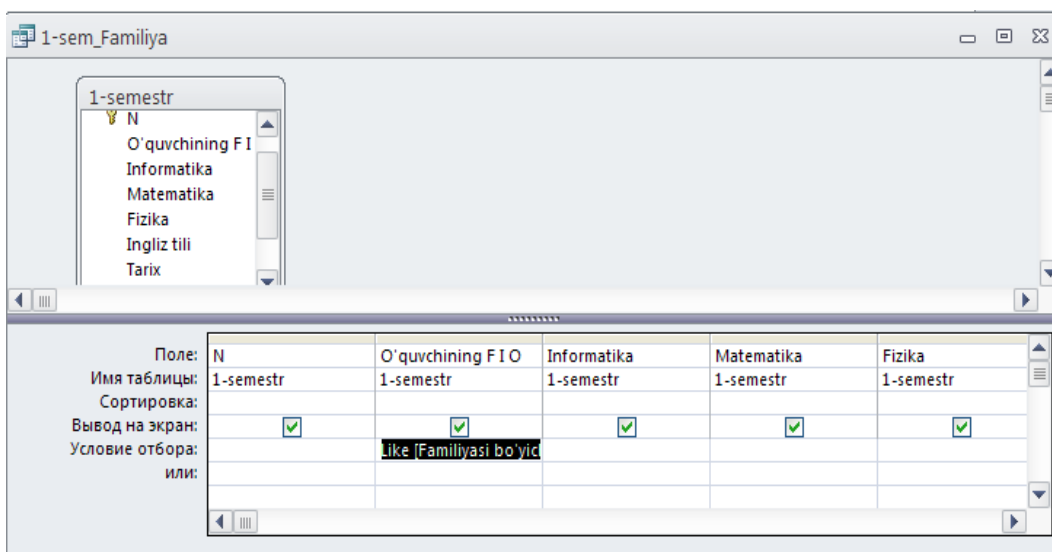 1-sem_Familiya
1-semestr
N
O'quvchining F I
Informatika
Matematika
Fizika
Ingliz tili
Tarix
Поле: N O'quvchining F I O Informatika Matematika Fizika
Имя таблицы: 1-semestr 1-semestr 1-semestr 1-semestr 1-semestr
Сортировка:
Вывод на экран:
Условие отбора: Like [Familiyasi bo'yicl
или: